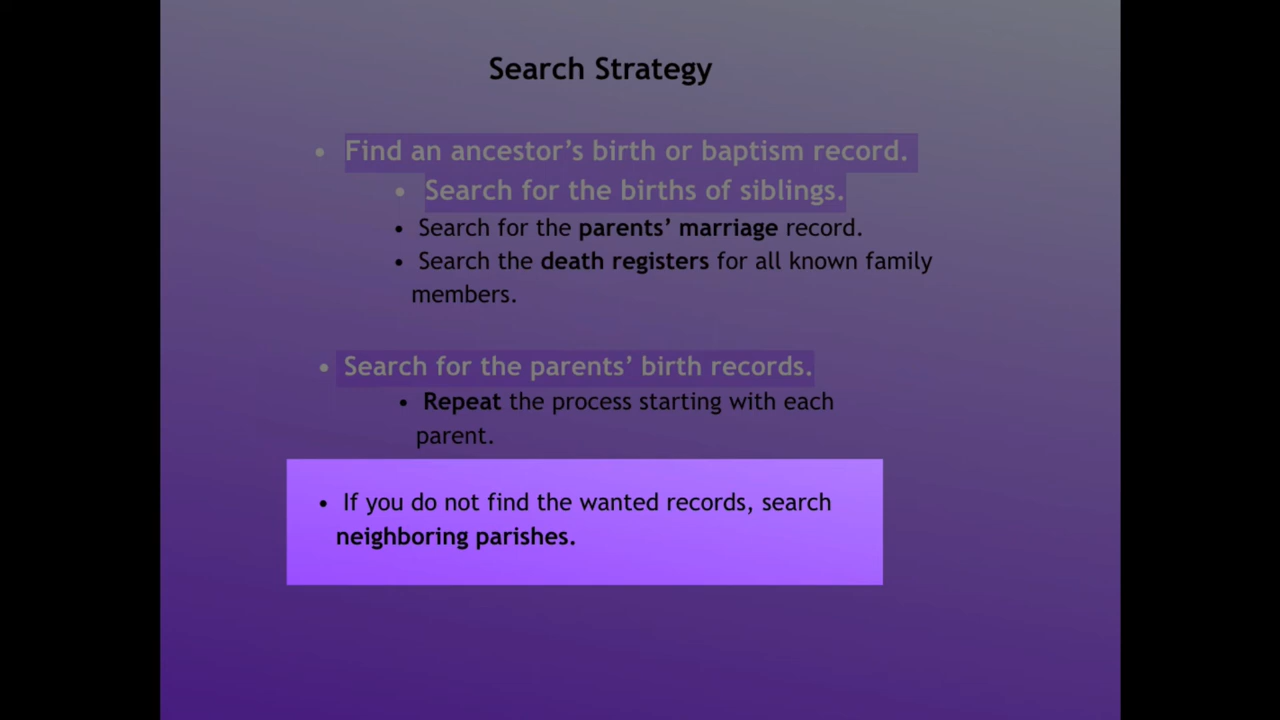 Search Strategy
• Find an ancestor’s birth or baptism record.
• Search for the births of siblings.
• Search for the parents’ marriage record.
• Search the death registers for all known family
members.
• Search for the parents’ birth records.
• Repeat the process starting with each
parent.
• If you do not find the wanted records, search
neighboring parishes.